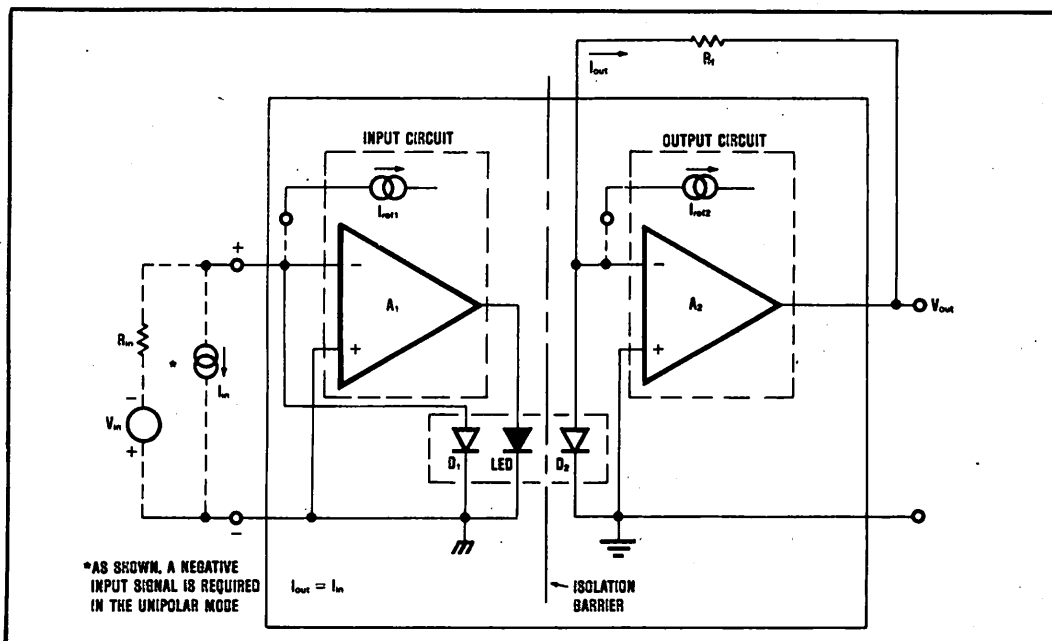 Rf
Iout
INPUT CIRCUIT
OUTPUT CIRCUIT
Iref1
Iref2
+
−
−
A1
A2
Vout
Rin
+
+
*
Iin
−
Vin
+
D1
LED
D2
−
*AS SHOWN, A NEGATIVE
INPUT SIGNAL IS REQUIRED
IN THE UNIPOLAR MODE
Iout = Iin
ISOLATION
BARRIER